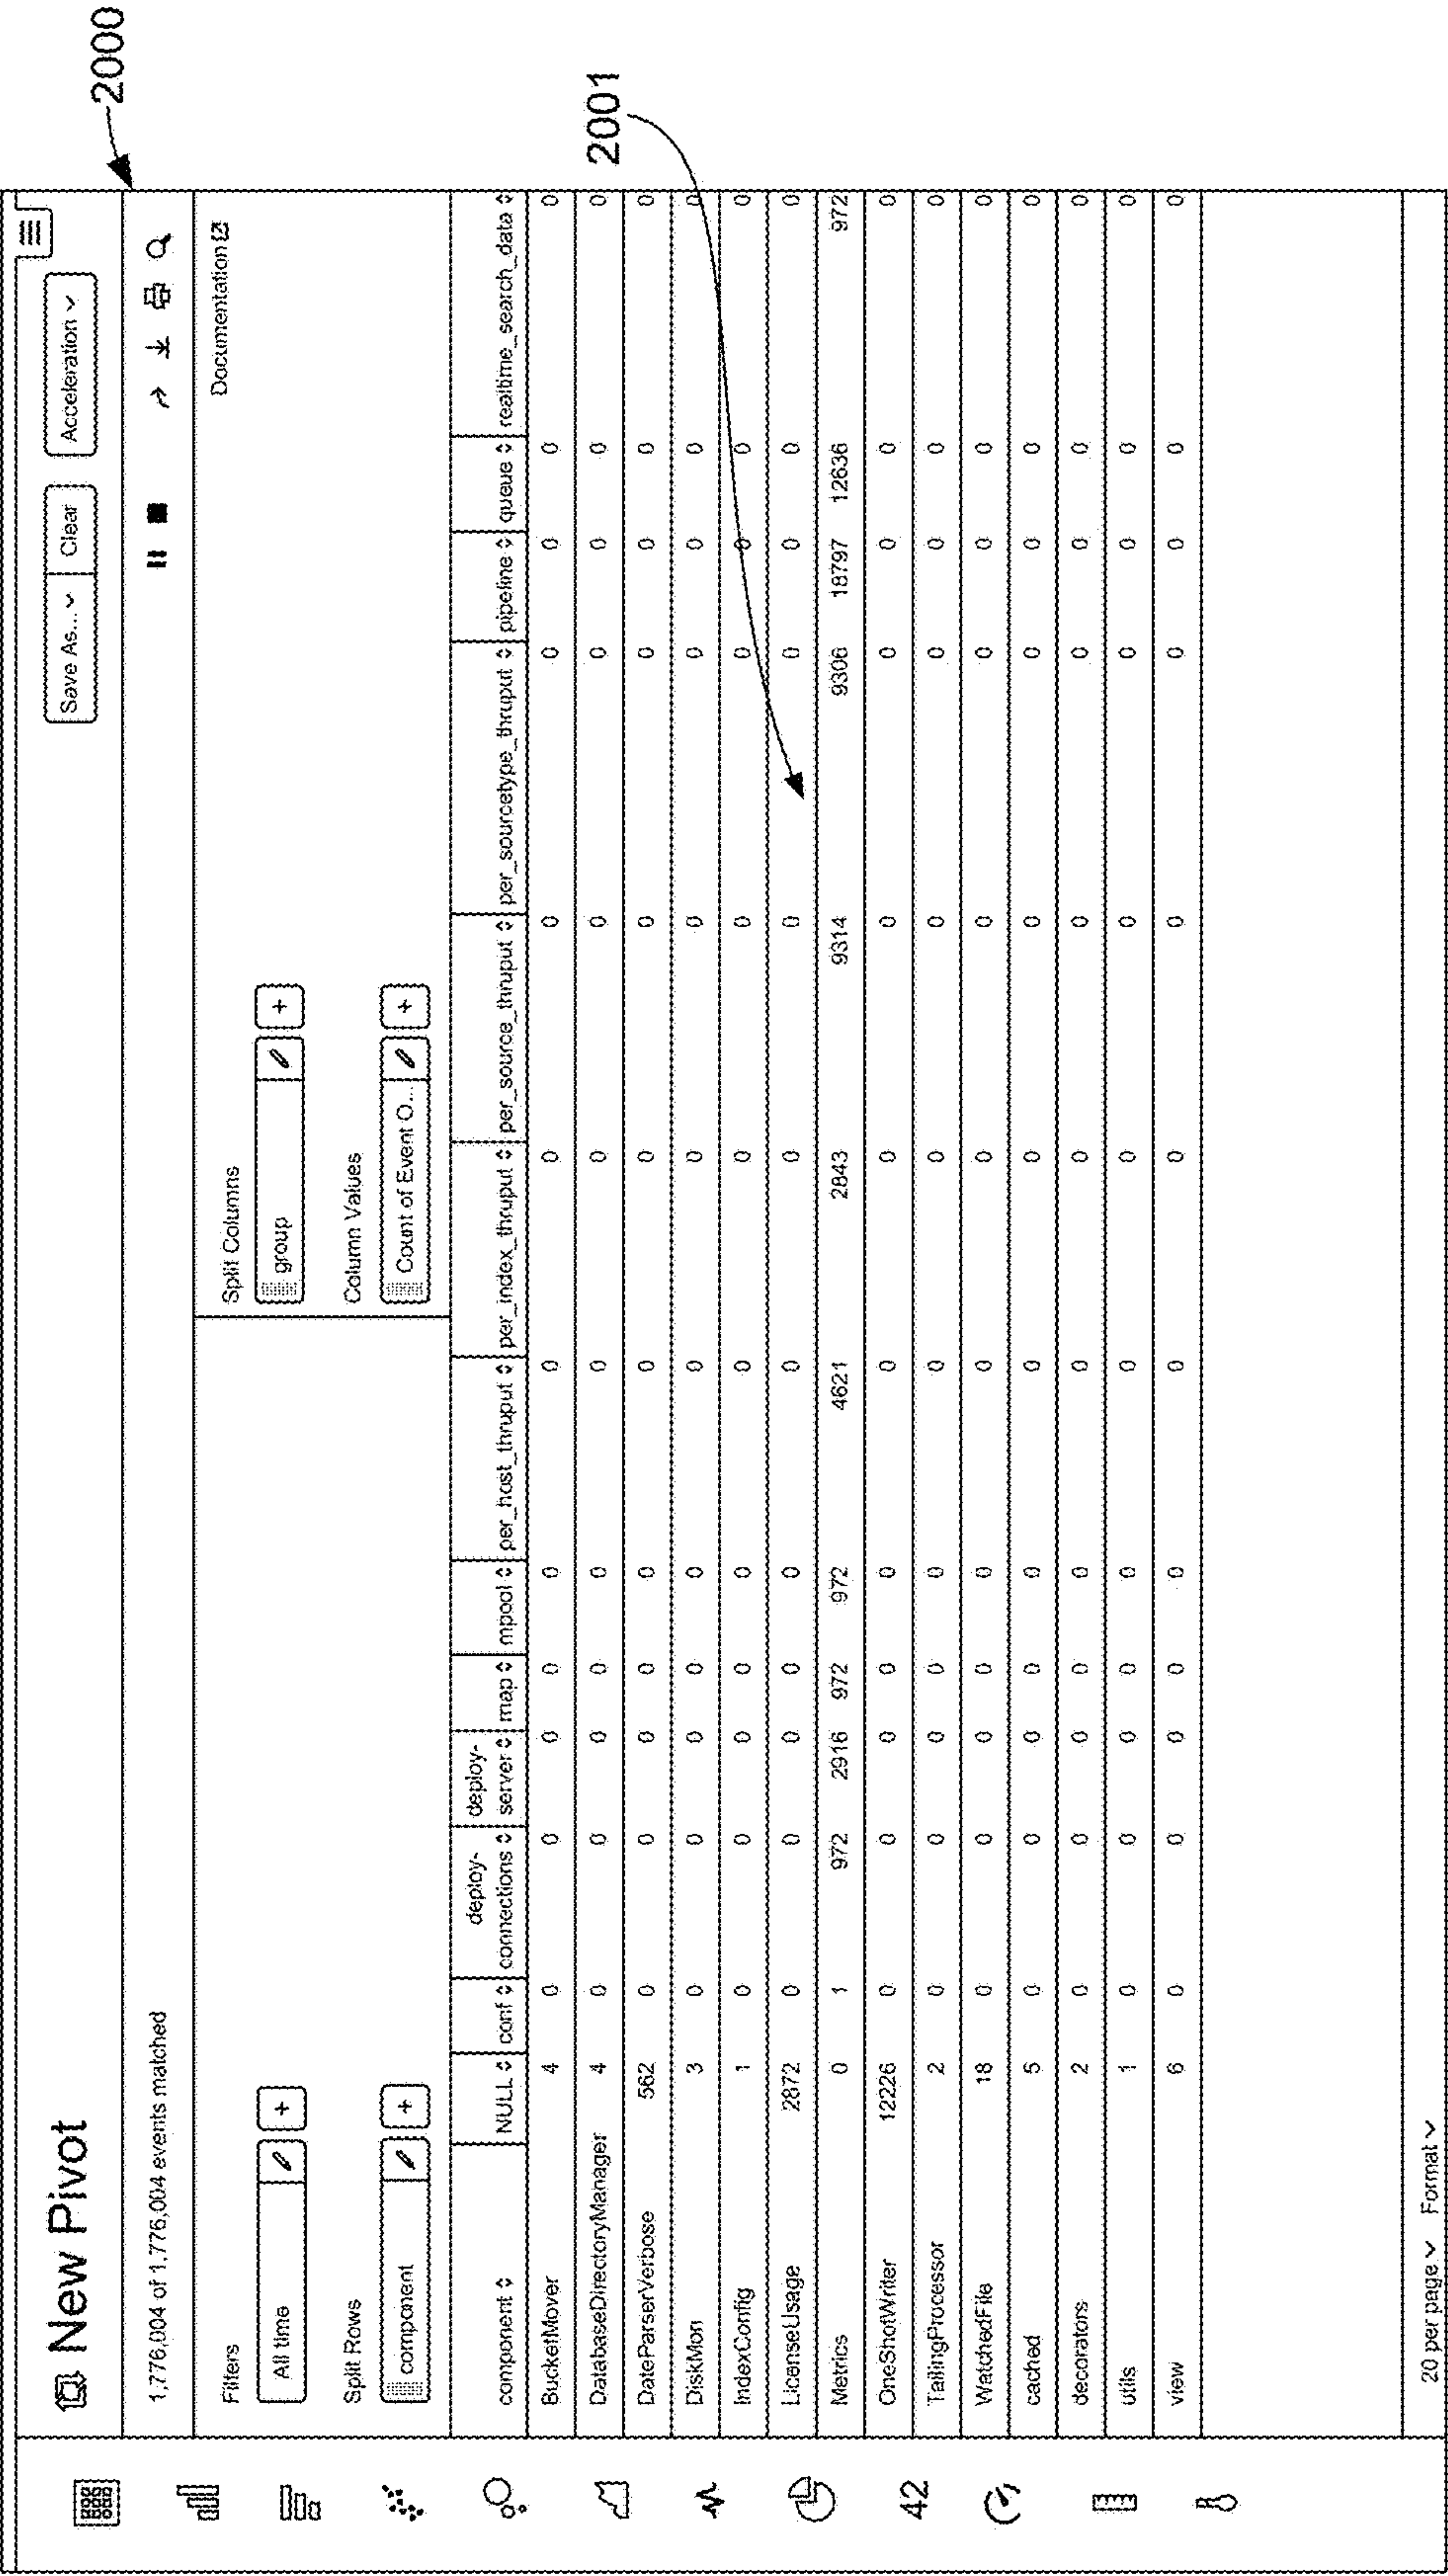 2000
New Pivot
Save As... Clear Acceleration
1,776,004 of 1,776,004 events matched
Filters Split Columns Documentation
All time + group +
Split Rows Column Values
component + Count of Event O... +
component NULL conf deploy-connections deploy-server map mpool per_host_thruput per_index_thruput per_source_thruput per_sourcetype_thruput pipeline queue realtime_search_data
BucketMover 4 0 0 0 0 0 0 0 0 0 0 0 0
DatabaseDirectoryManager 4 0 0 0 0 0 0 0 0 0 0 0 0
DateParserVerbose 562 0 0 0 0 0 0 0 0 0 0 0 0
2001
DiskMon 3 0 0 0 0 0 0 0 0 0 0 0 0
IndexConfig 1 0 0 0 0 0 0 0 0 0 0 0 0
LicenseUsage 2872 0 0 0 0 0 0 0 0 0 0 0 0
Metrics 0 1 972 2916 972 972 4621 2843 9314 9306 18797 12636 972
OneShotWriter 12226 0 0 0 0 0 0 0 0 0 0 0 0
TailingProcessor 2 0 0 0 0 0 0 0 0 0 0 0 0
WatchedFile 18 0 0 0 0 0 0 0 0 0 0 0 0
cached 5 0 0 0 0 0 0 0 0 0 0 0 0
decorators 2 0 0 0 0 0 0 0 0 0 0 0 0
utils 1 0 0 0 0 0 0 0 0 0 0 0 0
view 6 0 0 0 0 0 0 0 0 0 0 0 0
42
20 per page Format